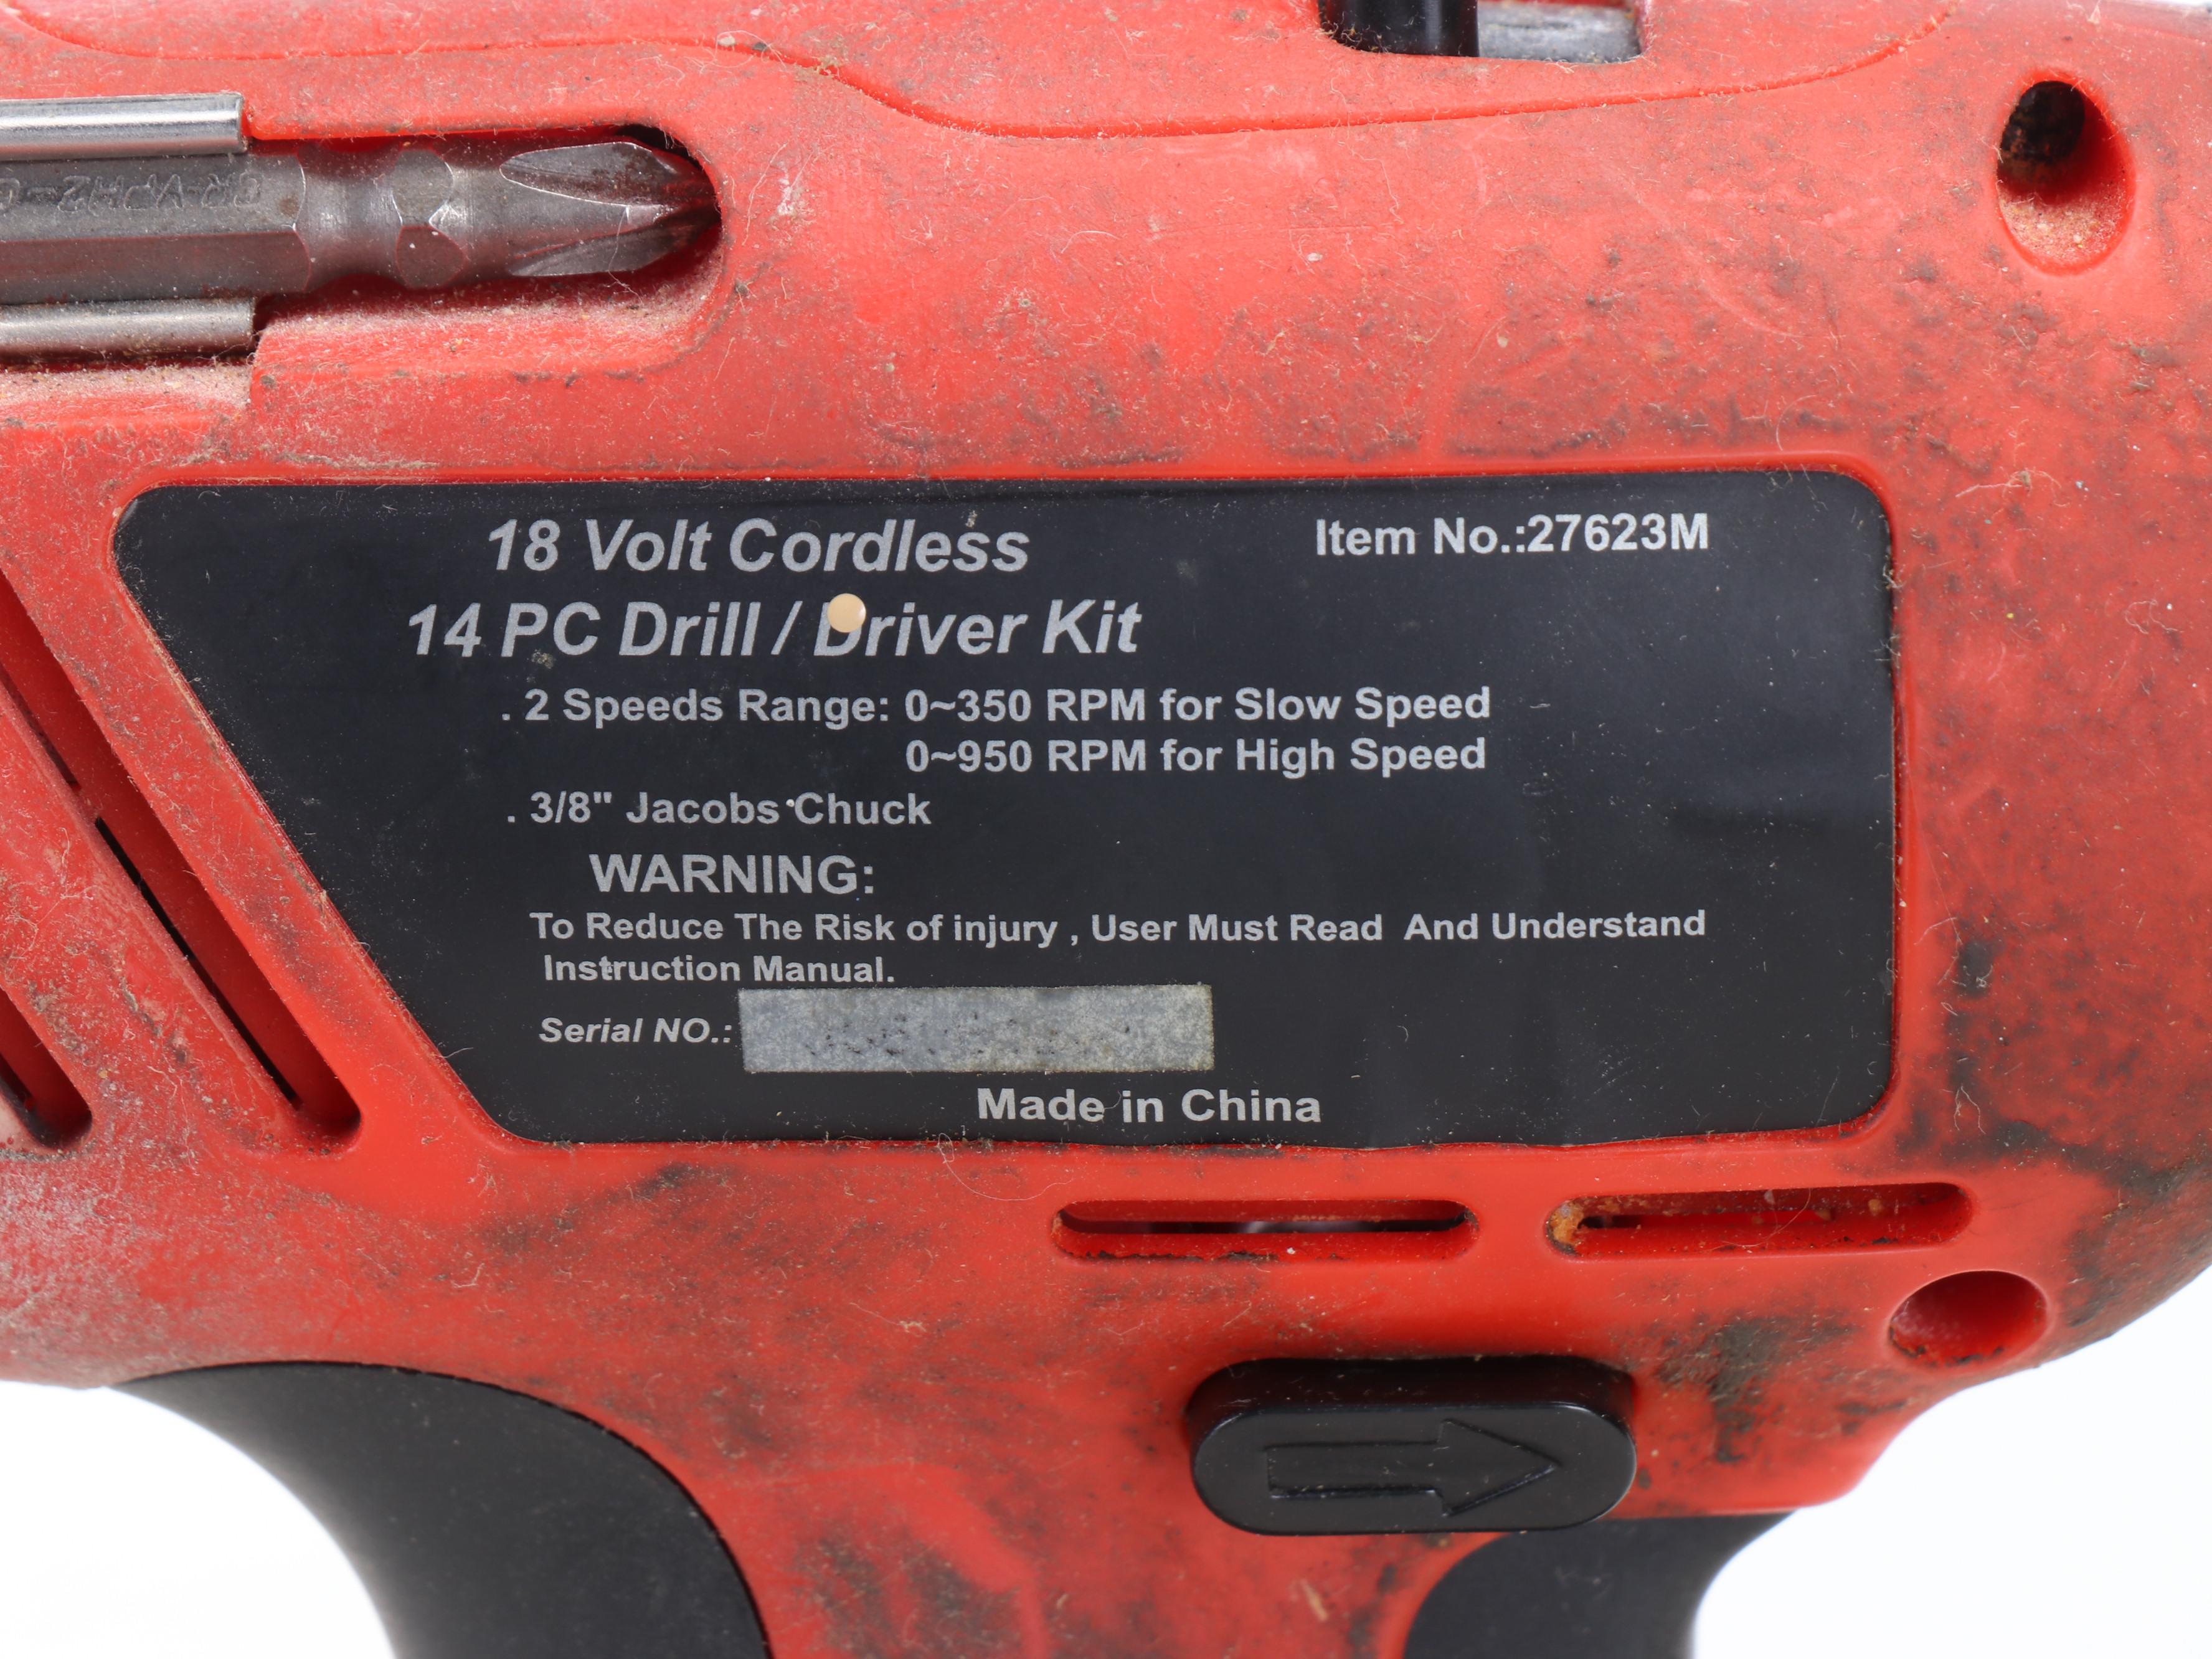 CR-V PH2
18 Volt Cordless
Item No.:27623M
14 PC Drill / Driver Kit
. 2 Speeds Range: 0~350 RPM for Slow Speed
0~950 RPM for High Speed
. 3/8" Jacobs Chuck
WARNING:
To Reduce The Risk of injury , User Must Read And Understand
Instruction Manual.
Serial NO.:
Made in China